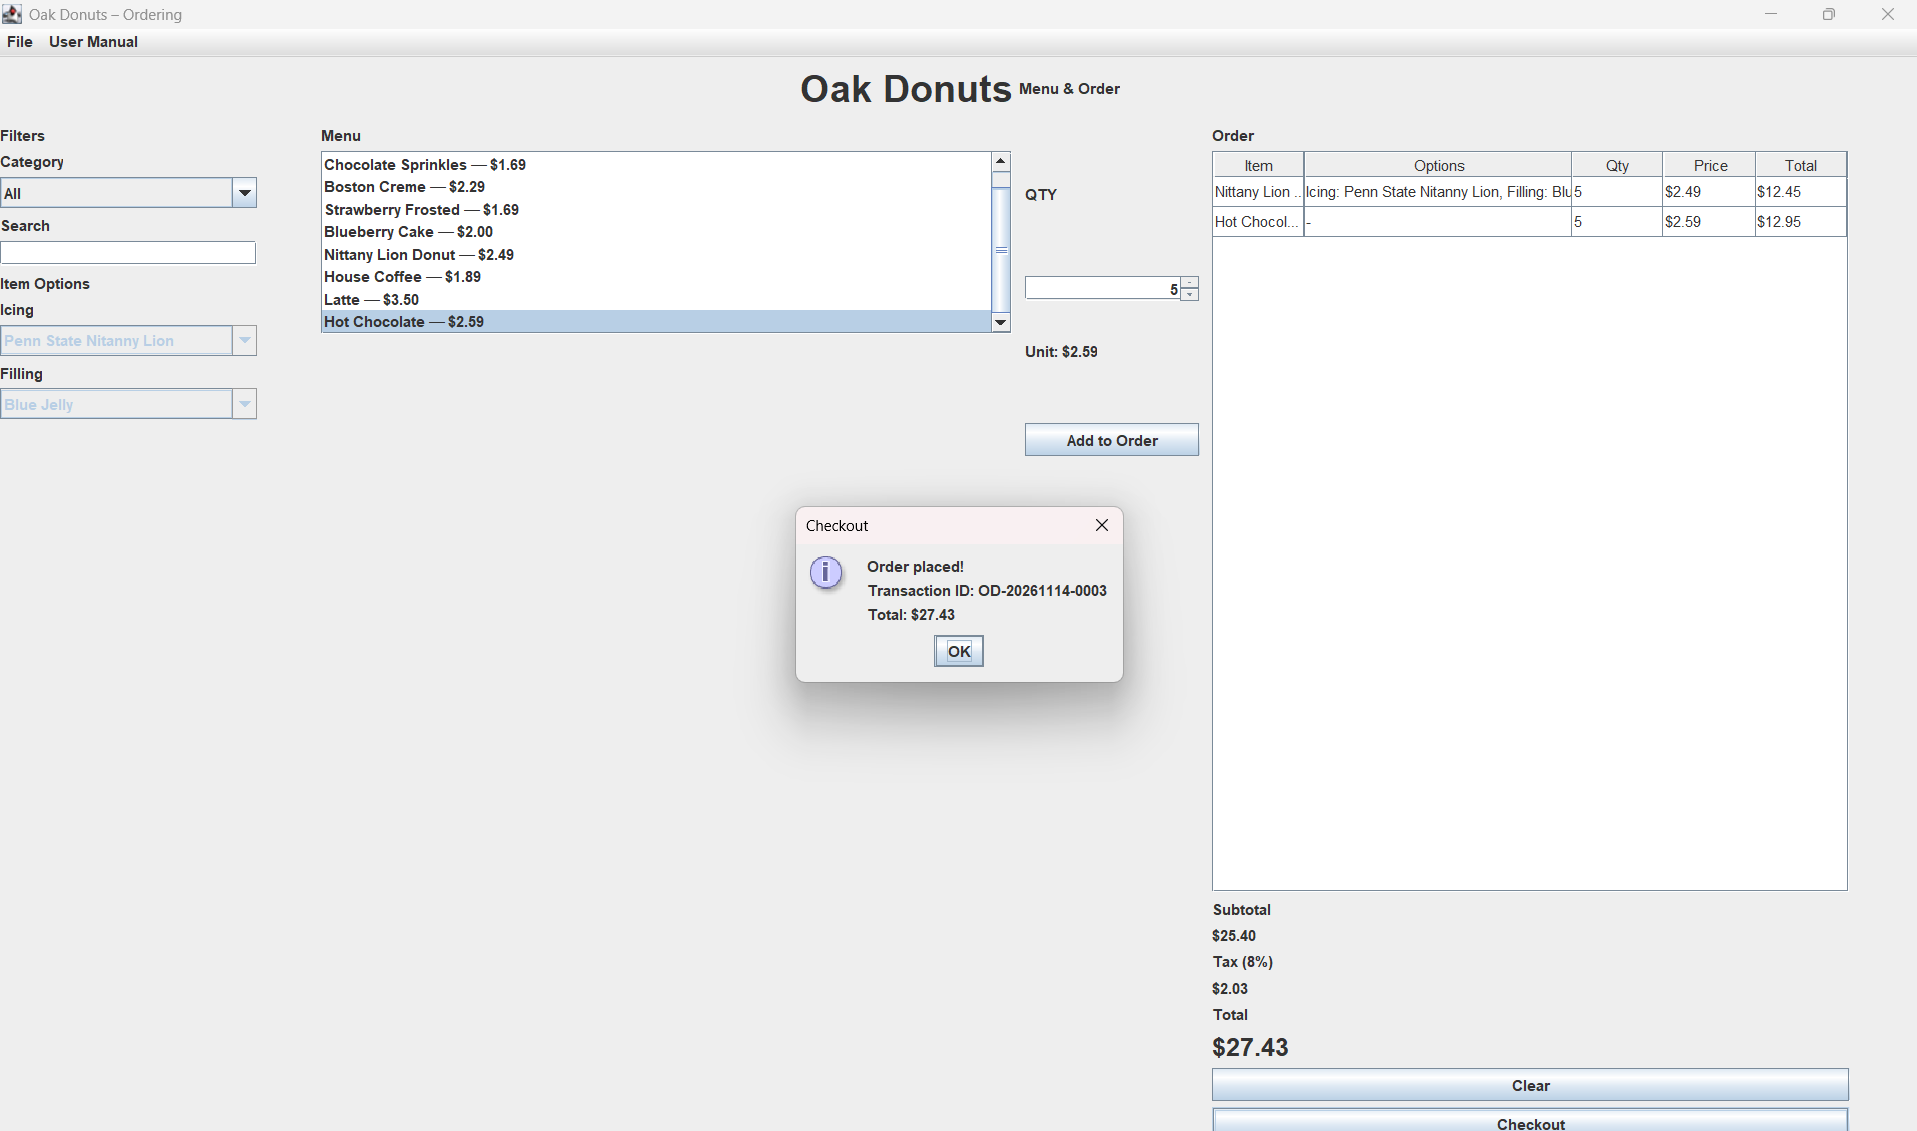 Oak Donuts – Ordering
File User Manual
Oak Donuts Menu & Order
Filters
Category
All
Search
Item Options
Icing
Penn State Nitanny Lion
Filling
Blue Jelly
Menu
Chocolate Sprinkles — $1.69
Boston Creme — $2.29
Strawberry Frosted — $1.69
Blueberry Cake — $2.00
Nittany Lion Donut — $2.49
House Coffee — $1.89
Latte — $3.50
Hot Chocolate — $2.59
QTY
5
Unit: $2.59
Add to Order
Order
Item Options Qty Price Total
Nittany Lion ... Icing: Penn State Nitanny Lion, Filling: Blu 5 $2.49 $12.45
Hot Chocol... - 5 $2.59 $12.95
Subtotal
$25.40
Tax (8%)
$2.03
Total
$27.43
Clear
Checkout
Checkout
Order placed!
Transaction ID: OD-20261114-0003
Total: $27.43
OK